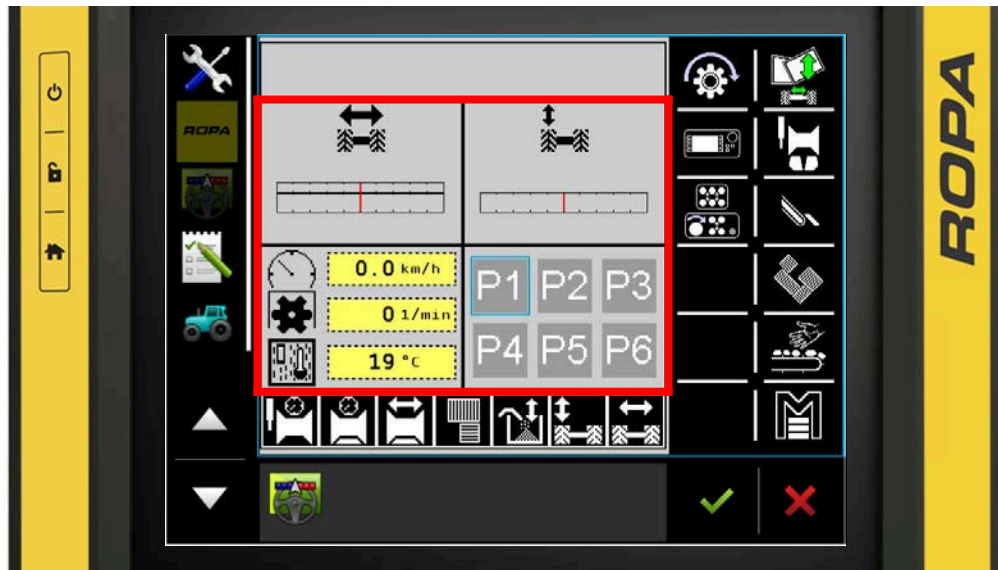 ROPA
0.0 km/h
P1 P2 P3
0 1/min
19 °C
P4 P5 P6
ROPA